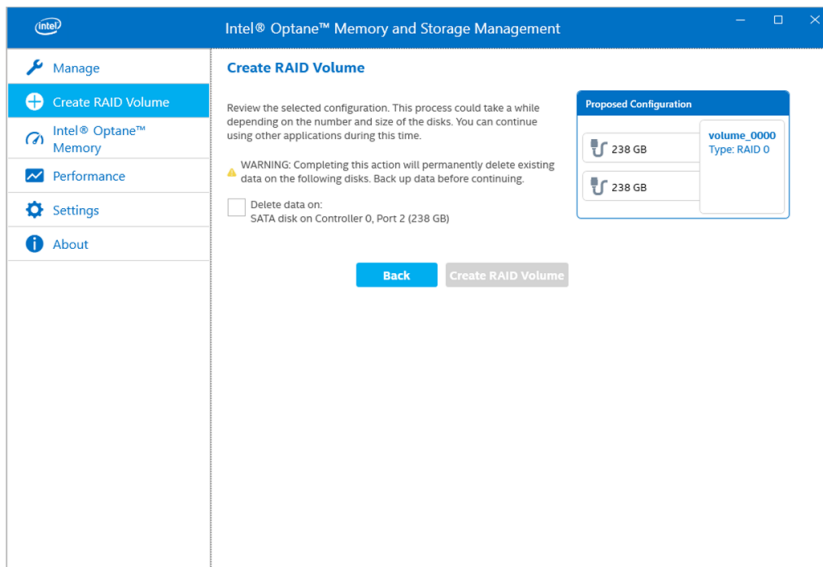 intel
Intel® Optane™ Memory and Storage Management
Manage
Create RAID Volume
Intel® Optane™
Memory
Performance
Settings
About
Create RAID Volume
Review the selected configuration. This process could take a while
depending on the number and size of the disks. You can continue
using other applications during this time.
WARNING: Completing this action will permanently delete existing
data on the following disks. Back up data before continuing.
Delete data on:
SATA disk on Controller 0, Port 2 (238 GB)
Back
Create RAID Volume
Proposed Configuration
238 GB
238 GB
volume_0000
Type: RAID 0